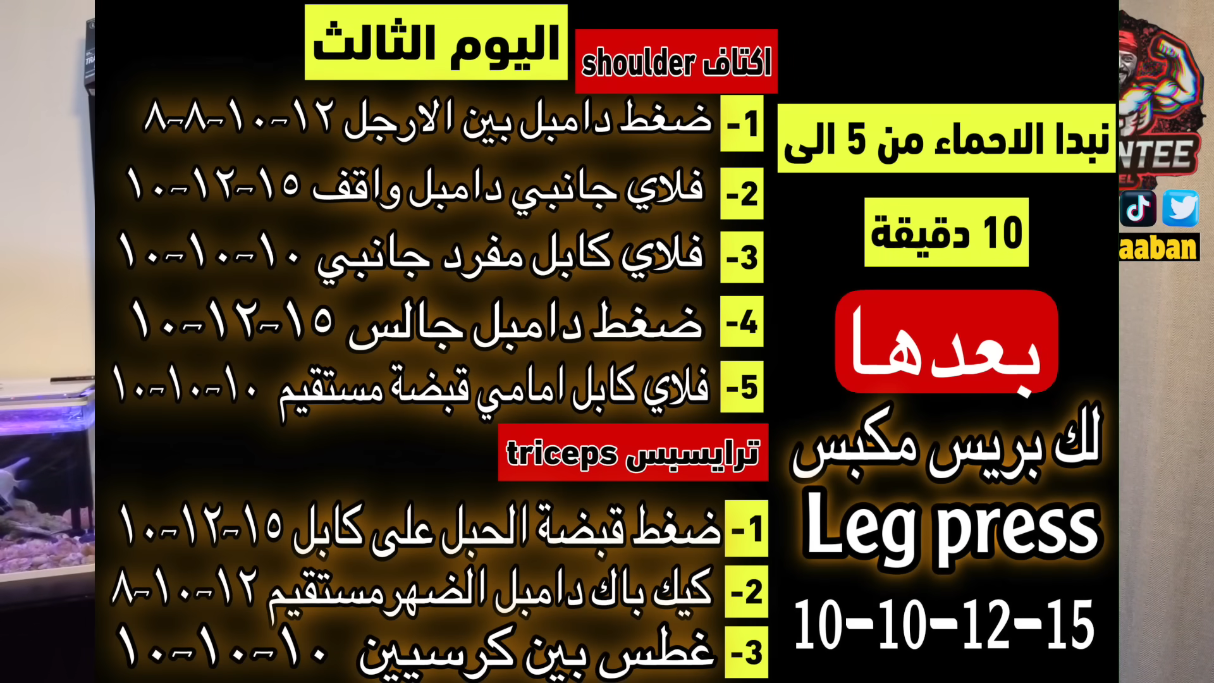 اليوم الثالث
اكتاف shoulder
1- ضغط دامبل بين الارجل ١٢-١٠-٨-٨
2- فلاي جانبي دامبل واقف ١٥-١٢-١٠
3- فلاي كابل مفرد جانبي ١٠-١٠-١٠
4- ضغط دامبل جالس ١٥-١٢-١٠
5- فلاي كابل امامي قبضة مستقيم ١٠-١٠-١٠
ترايسبس triceps
1- ضغط قبضة الحبل على كابل ١٥-١٢-١٠
2- كيك باك دامبل الضهرمستقيم ١٢-١٠-٨
3- غطس بين كرسيين ١٠-١٠-١٠
نبدا الاحماء من 5 الى
10 دقيقة
بعدها
لك بريس مكبس
Leg press
10-10-12-15
NTEE
EL
aaban